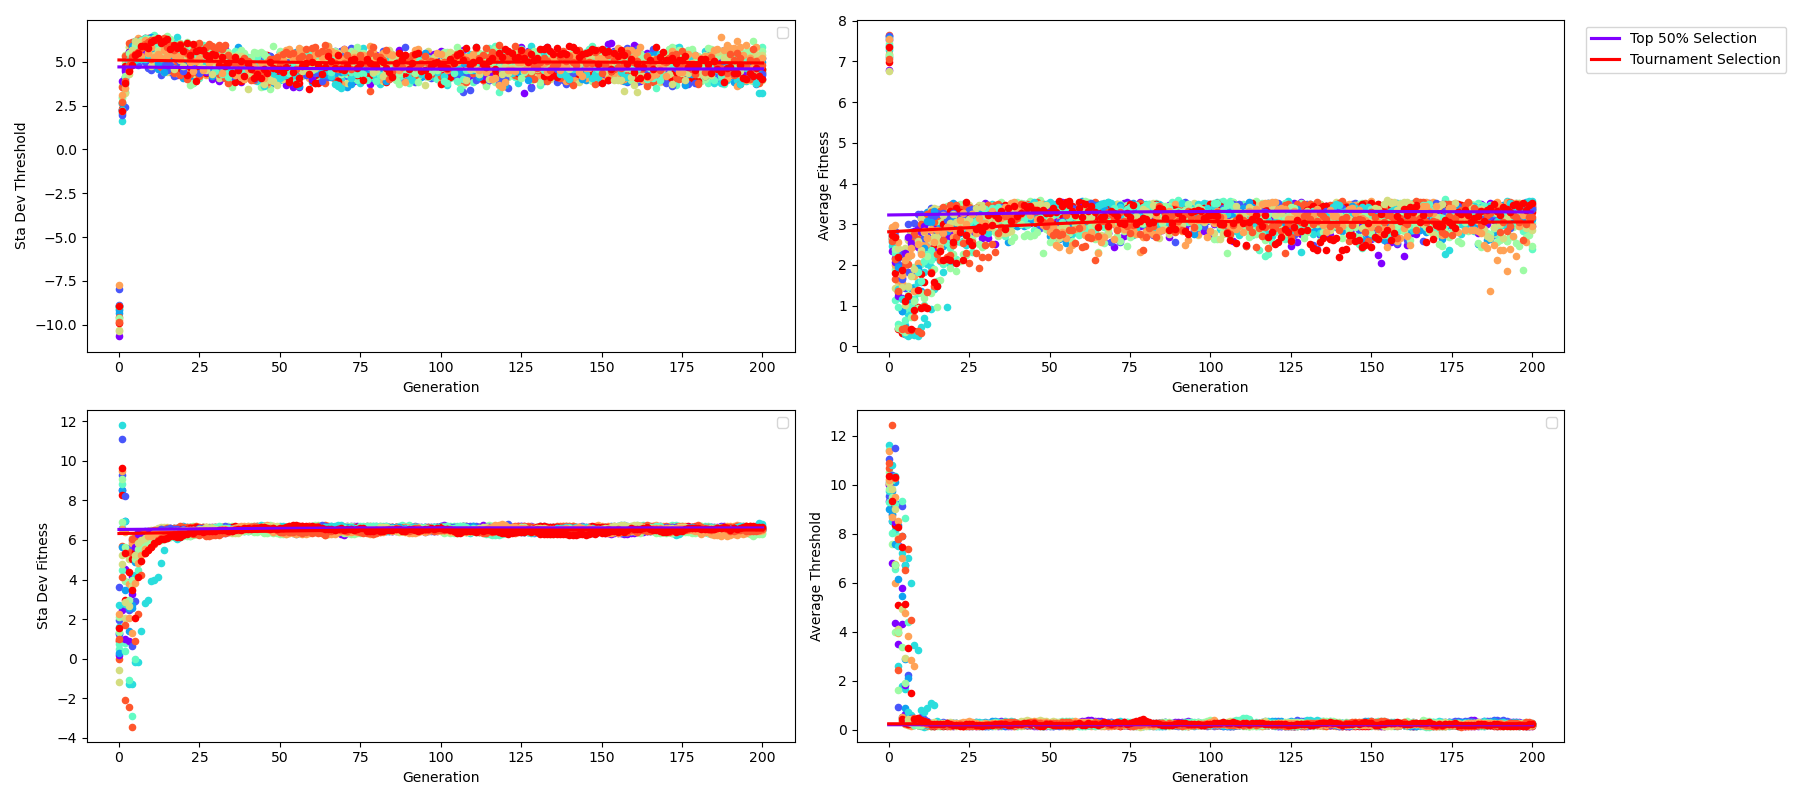 5.0
2.5
0.0
−2.5
−5.0
−7.5
−10.0
Sta Dev Threshold
0 25 50 75 100 125 150 175 200
Generation
8
7
6
5
4
3
2
1
0
Average Fitness
0 25 50 75 100 125 150 175 200
Generation
Top 50% Selection
Tournament Selection
12
10
8
6
4
2
0
−2
−4
Sta Dev Fitness
0 25 50 75 100 125 150 175 200
Generation
12
10
8
6
4
2
0
Average Threshold
0 25 50 75 100 125 150 175 200
Generation